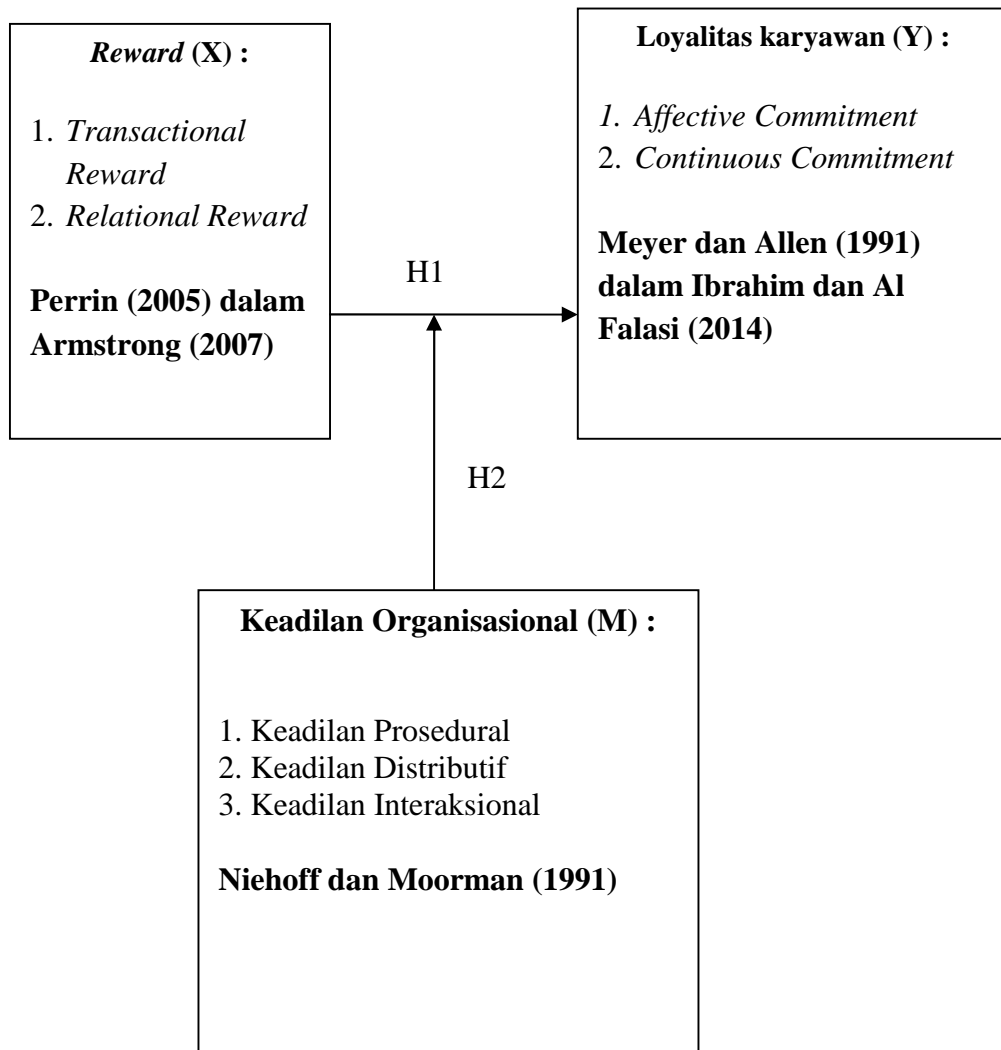 Reward (X) :
1. Transactional
Reward
2. Relational Reward
Perrin (2005) dalam
Armstrong (2007)
H1
Loyalitas karyawan (Y) :
1. Affective Commitment
2. Continuous Commitment
Meyer dan Allen (1991)
dalam Ibrahim dan Al
Falasi (2014)
H2
Keadilan Organisasional (M) :
1. Keadilan Prosedural
2. Keadilan Distributif
3. Keadilan Interaksional
Niehoff dan Moorman (1991)